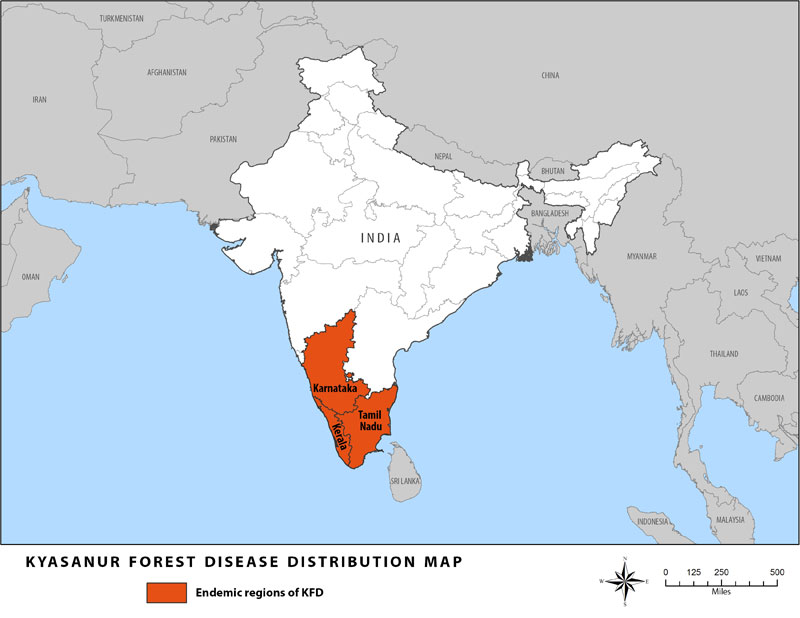 TURKMENISTAN
CHINA
AFGHANISTAN
IRAN
PAKISTAN
NEPAL
BHUTAN
BANGLADESH
INDIA
MYANMAR
VIETNAM
OMAN
LAOS
THAILAND
Karnataka
CAMBODIA
Tamil
Nadu
Kerala
SRI LANKA
INDONESIA
MALAYSIA
KYASANUR FOREST DISEASE DISTRIBUTION MAP
Endemic regions of KFD
N
W
E
S
0 125 250 500
Miles